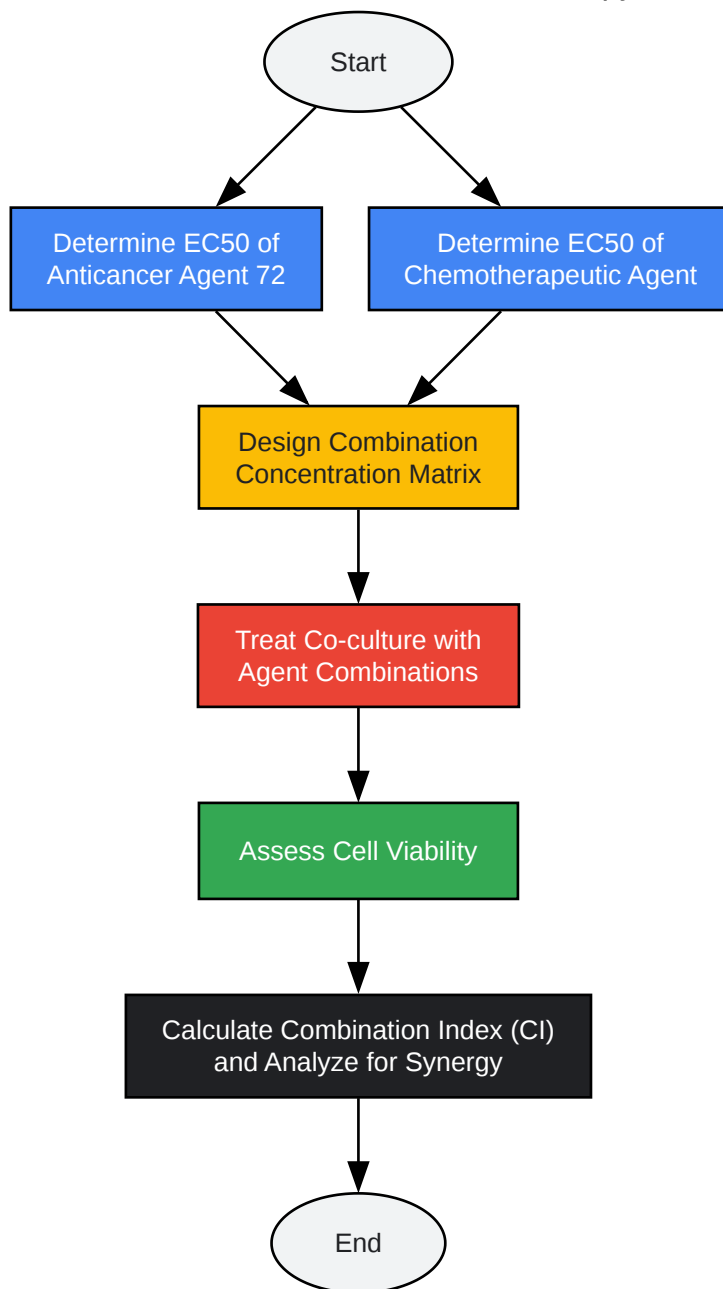 Start
Determine EC50 of
Anticancer Agent 72
Determine EC50 of
Chemotherapeutic Agent
Design Combination
Concentration Matrix
Treat Co-culture with
Agent Combinations
Assess Cell Viability
Calculate Combination Index (CI)
and Analyze for Synergy
End